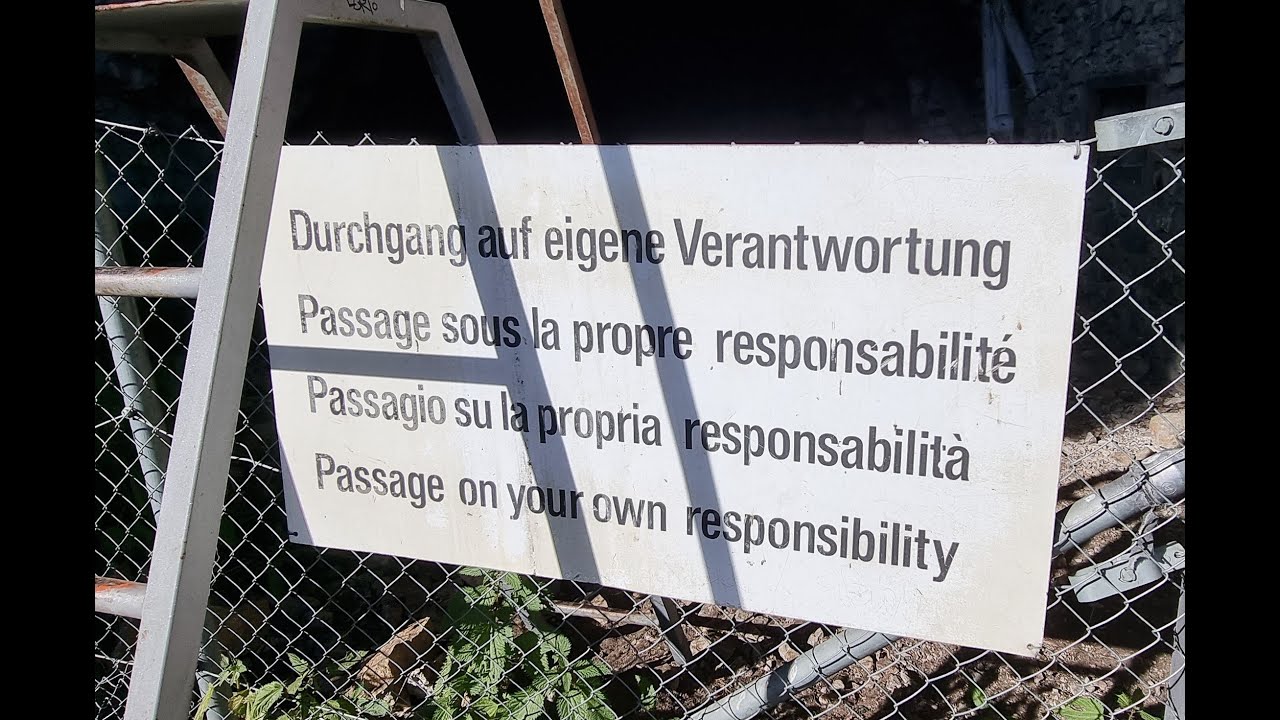 Durchgang auf eigene Verantwortung
Passage sous la propre responsabilité
Passagio su la propria responsabilità
Passage on your own responsibility